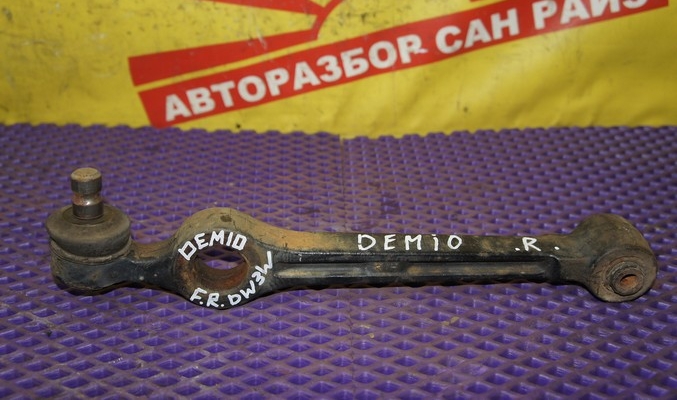 АВТОРАЗБОР САН РАЙЗ
DEMIO
F.R. DW3W
DEMIO .R.